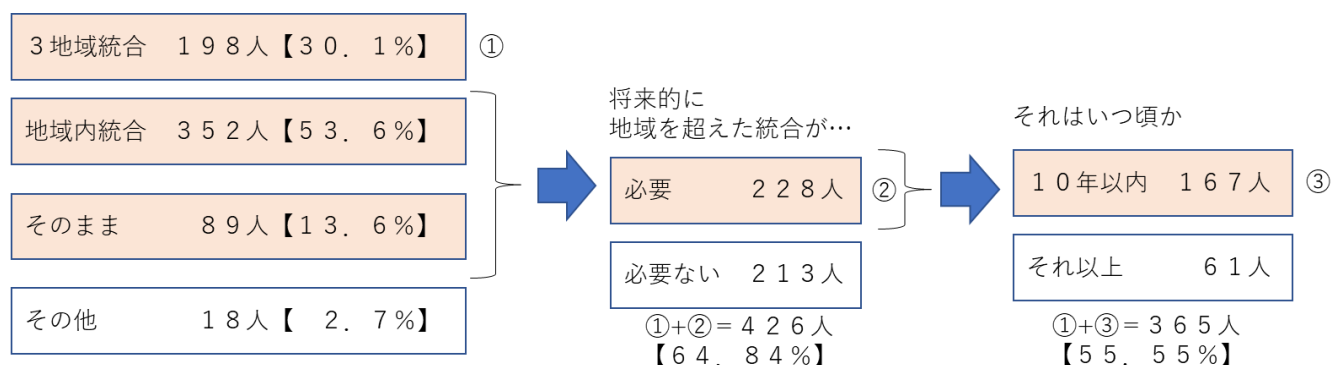 ３地域統合　１９８人【３０．１％】
①
地域内統合　３５２人【５３．６％】
そのまま　８９人【１３．６％】
その他　１８人【　２．７％】
将来的に
地域を超えた統合が…
必要　２２８人
②
必要ない　２１３人
①+②＝４２６人
【６４．８４％】
それはいつ頃か
１０年以内　１６７人
③
それ以上　６１人
①+③＝３６５人
【５５．５５％】